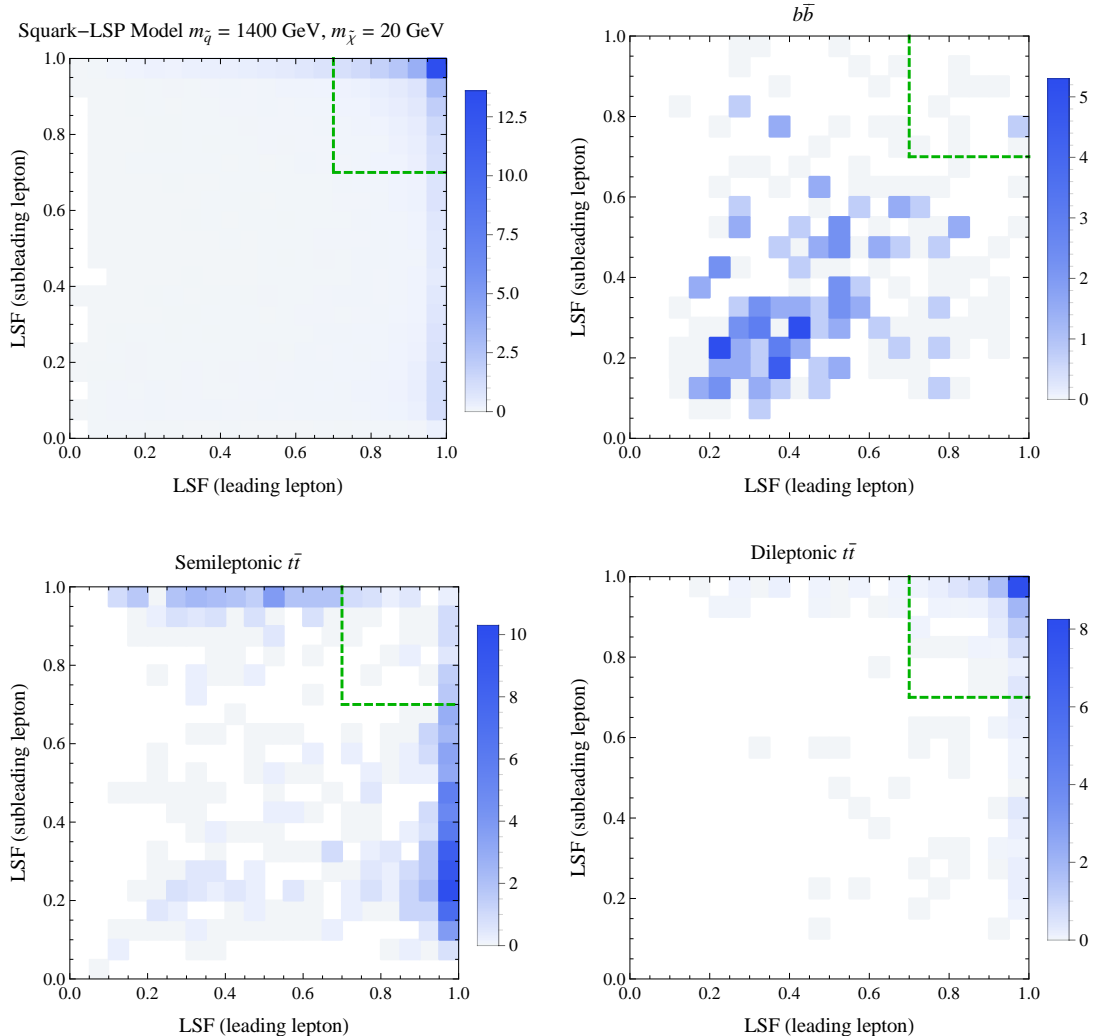 Squark−LSP Model m_q̃ = 1400 GeV, m_χ̃ = 20 GeV
1.0
0.8
0.6
0.4
0.2
0.0
LSF (subleading lepton)
0.0 0.2 0.4 0.6 0.8 1.0
LSF (leading lepton)
12.5
10.0
7.5
5.0
2.5
0
bb̄
1.0
0.8
0.6
0.4
0.2
0.0
LSF (subleading lepton)
0.0 0.2 0.4 0.6 0.8 1.0
LSF (leading lepton)
5
4
3
2
1
0
Semileptonic tt̄
1.0
0.8
0.6
0.4
0.2
0.0
LSF (subleading lepton)
0.0 0.2 0.4 0.6 0.8 1.0
LSF (leading lepton)
10
8
6
4
2
0
Dileptonic tt̄
1.0
0.8
0.6
0.4
0.2
0.0
LSF (subleading lepton)
0.0 0.2 0.4 0.6 0.8 1.0
LSF (leading lepton)
8
6
4
2
0